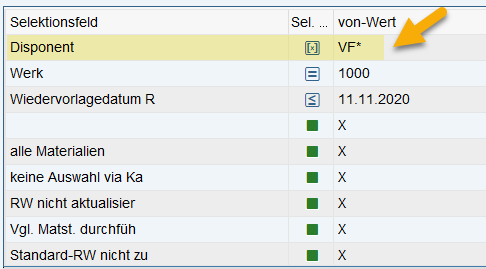 Selektionsfeld Sel. ... von-Wert
Disponent [×] VF*
Werk = 1000
Wiedervorlagedatum R ≤ 11.11.2020
X
alle Materialien X
keine Auswahl via Ka X
RW nicht aktualisier X
Vgl. Matst. durchfüh X
Standard-RW nicht zu X